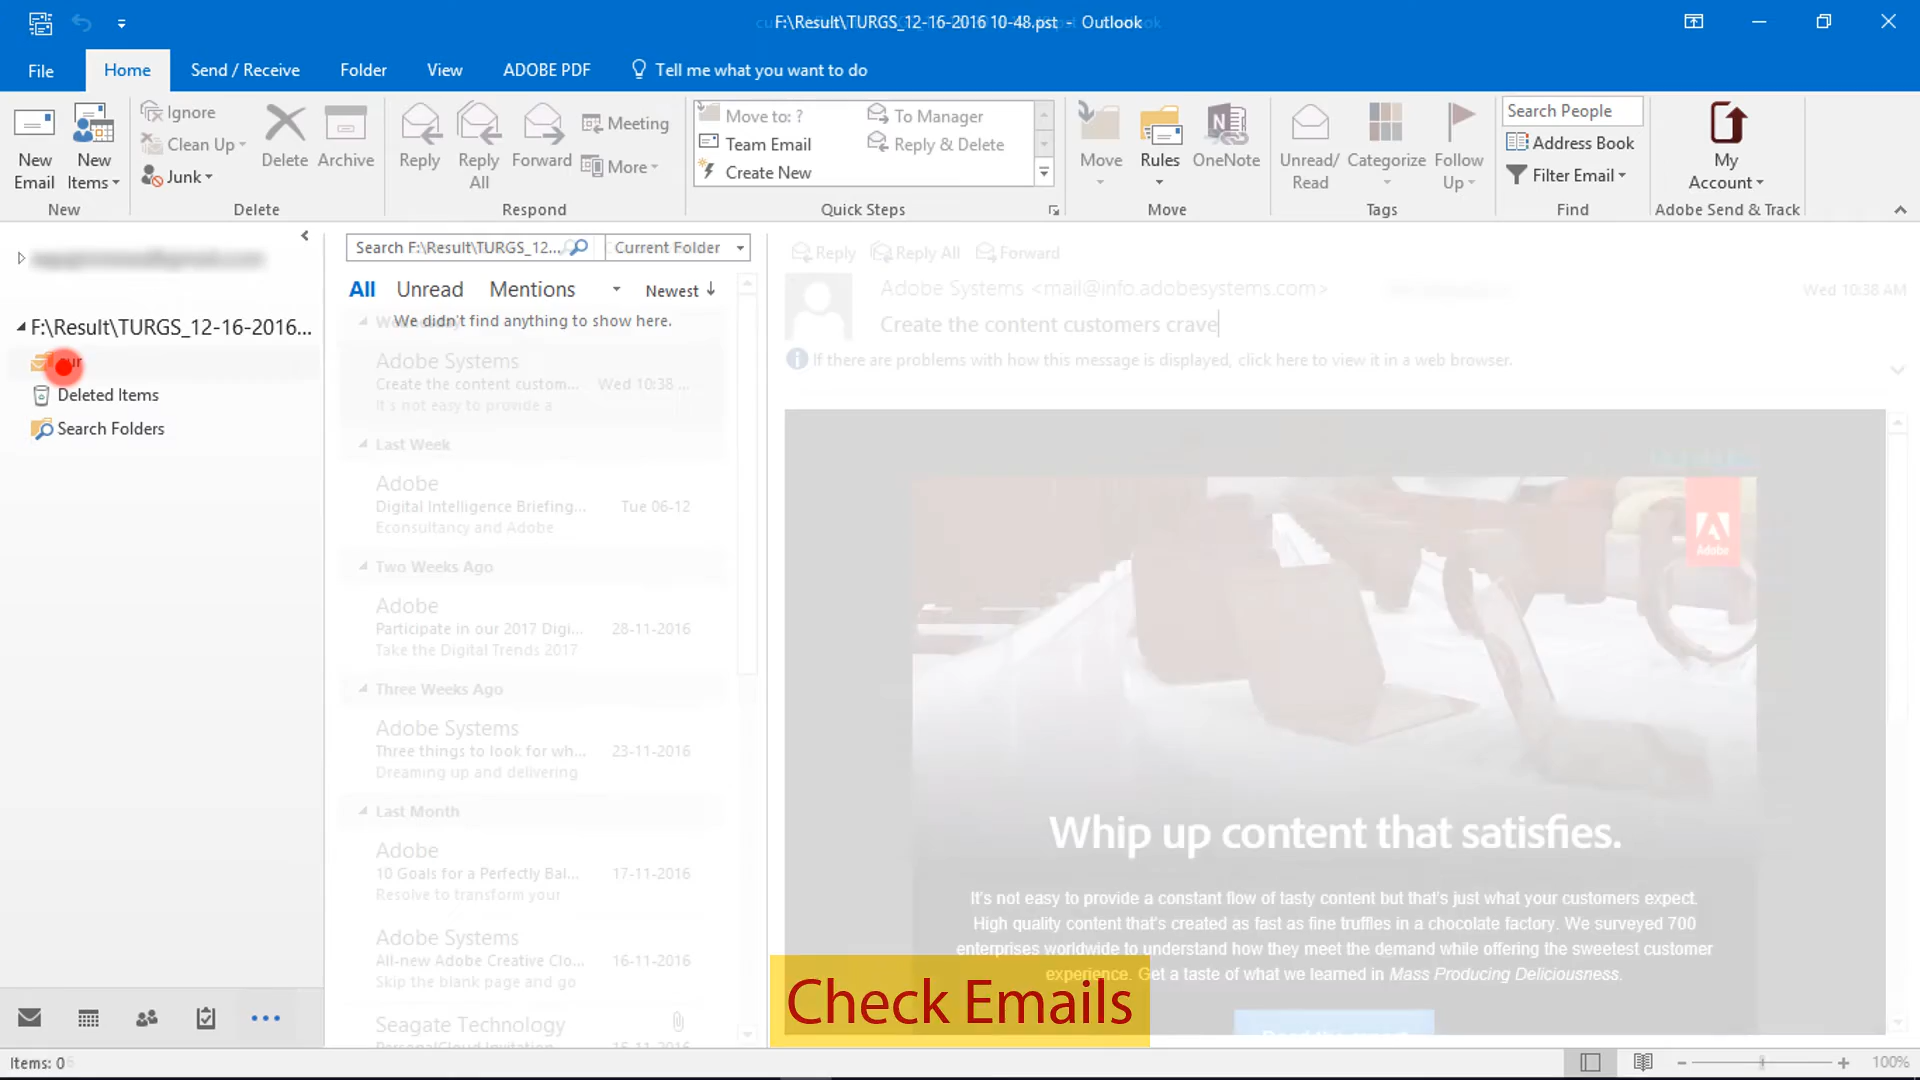 F:\Result\TURGS_12-16-2016 10-48.pst - Outlook
File
Home
Send / Receive
Folder
View
ADOBE PDF
Tell me what you want to do
New
Email
New
Items
New
Ignore
Clean Up
Junk
Delete
Archive
Delete
Reply
Reply
All
Forward
Meeting
More
Respond
Move to: ?
Team Email
Create New
To Manager
Reply & Delete
Quick Steps
Move
Rules
OneNote
Move
Unread/
Read
Categorize
Follow
Up
Tags
Search People
Address Book
Filter Email
Find
My
Account
Adobe Send & Track
F:\Result\TURGS_12-16-2016...
Deleted Items
Search Folders
Search F:\Result\TURGS_12...
Current Folder
All
Unread
Mentions
Newest
We didn't find anything to show here.
Adobe Systems
Create the content custom...
Wed 10:38 ...
It's not easy to provide a
Last Week
Adobe
Digital Intelligence Briefing...
Tue 06-12
Econsultancy and Adobe
Two Weeks Ago
Adobe
Participate in our 2017 Digi...
28-11-2016
Take the Digital Trends 2017
Three Weeks Ago
Adobe Systems
Three things to look for wh...
23-11-2016
Dreaming up and delivering
Last Month
Adobe
10 Goals for a Perfectly Bal...
17-11-2016
Resolve to transform your
Adobe Systems
All-new Adobe Creative Clo...
16-11-2016
Skip the blank page and go
Seagate Technology
PersonalCloud Invitation
15-11-2016
Reply
Reply All
Forward
Adobe Systems <mail@info.adobesystems.com>
Wed 10:38 AM
Create the content customers crave
If there are problems with how this message is displayed, click here to view it in a web browser.
Adobe
Whip up content that satisfies.
It's not easy to provide a constant flow of tasty content but that's just what your customers expect.
High quality content that's created as fast as fine truffles in a chocolate factory. We surveyed 700
enterprises worldwide to understand how they meet the demand while offering the sweetest customer
experience. Get a taste of what we learned in Mass Producing Deliciousness.
Check Emails
Items: 0
100%